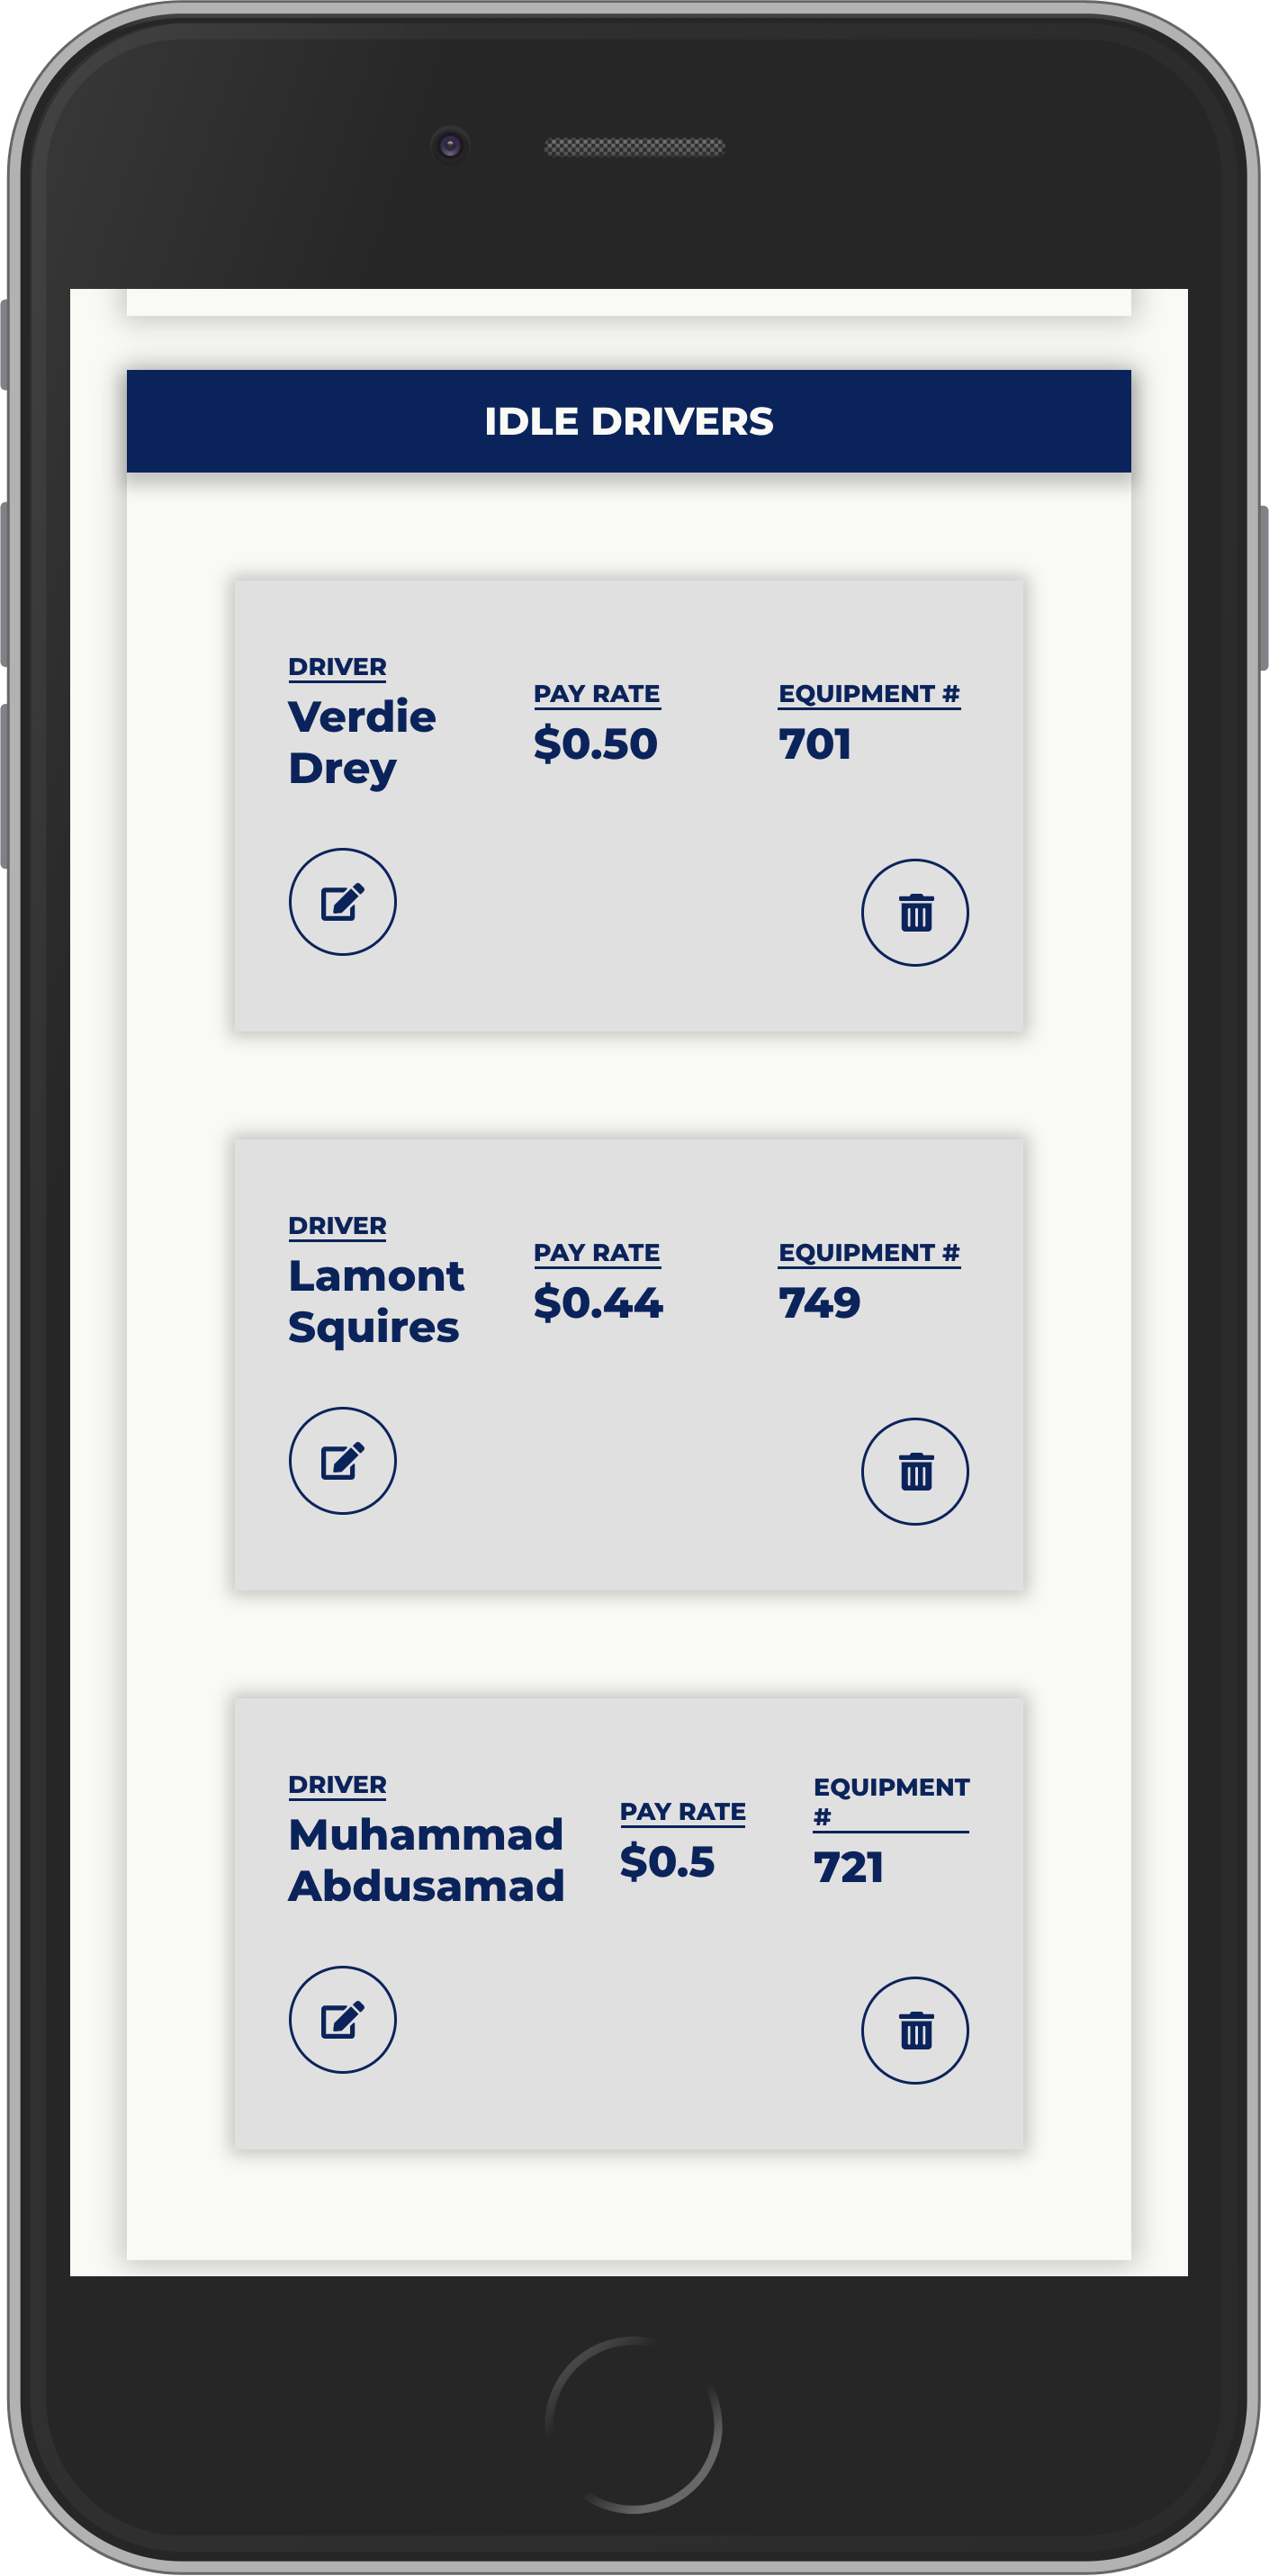 IDLE DRIVERS
DRIVER
Verdie
Drey
PAY RATE
$0.50
EQUIPMENT #
701
DRIVER
Lamont
Squires
PAY RATE
$0.44
EQUIPMENT #
749
DRIVER
Muhammad
Abdusamad
PAY RATE
$0.5
EQUIPMENT
#
721